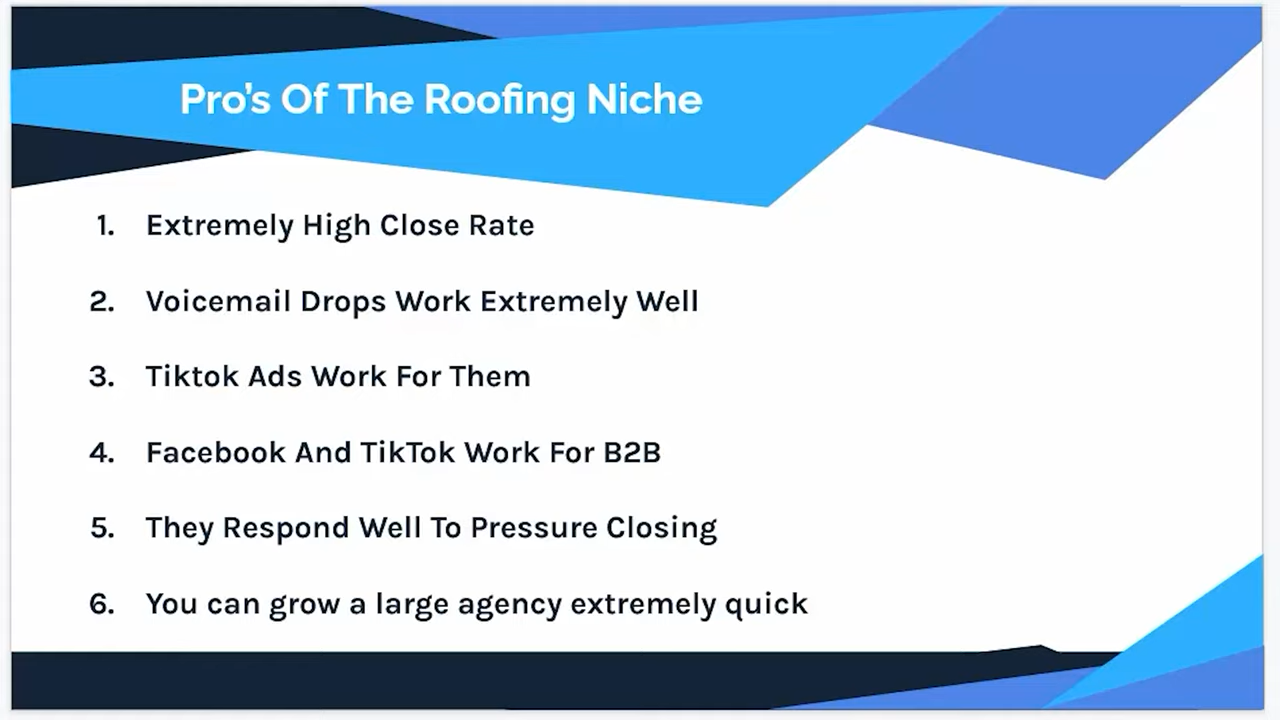 Pro's Of The Roofing Niche
1. Extremely High Close Rate
2. Voicemail Drops Work Extremely Well
3. Tiktok Ads Work For Them
4. Facebook And TikTok Work For B2B
5. They Respond Well To Pressure Closing
6. You can grow a large agency extremely quick